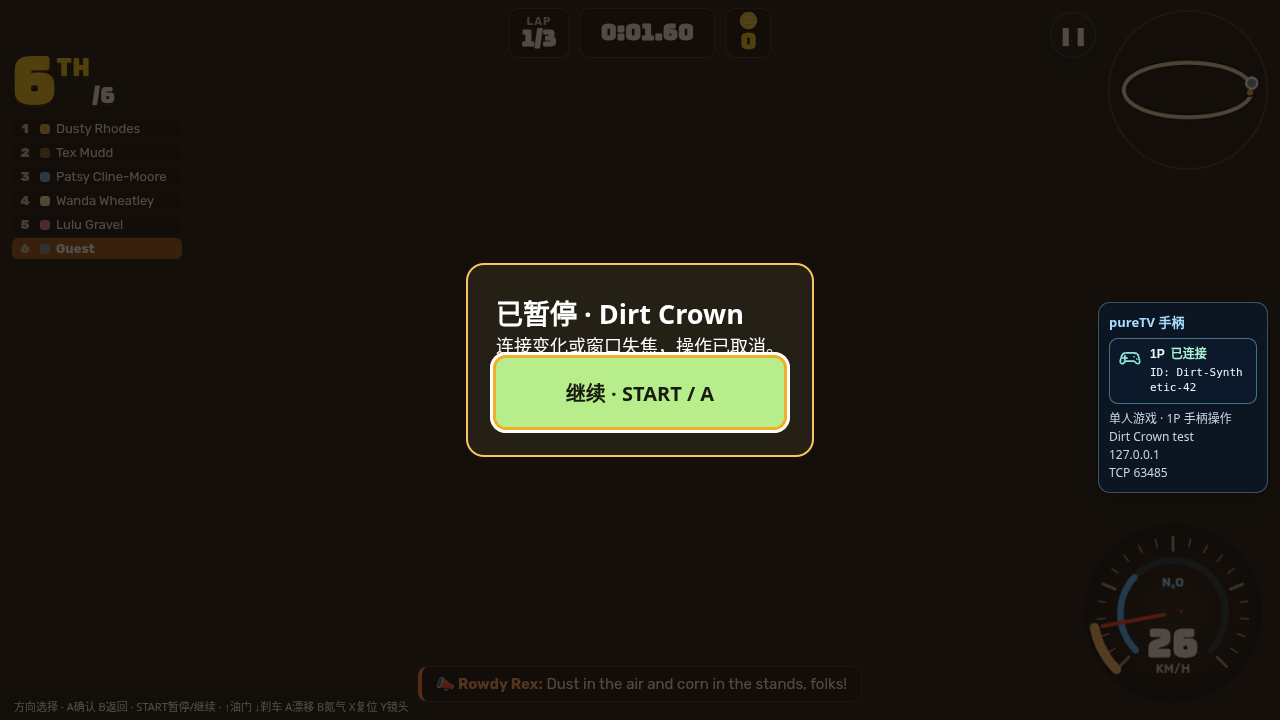 LAP
1/3
0:01.60
0
6TH
/6
1 Dusty Rhodes
2 Tex Mudd
3 Patsy Cline-Moore
4 Wanda Wheatley
5 Lulu Gravel
6 Guest
已暂停 · Dirt Crown
连接变化或窗口失焦，操作已取消。
继续 · START / A
pureTV 手柄
1P 已连接
ID: Dirt-Synth
etic-42
单人游戏 · 1P 手柄操作
Dirt Crown test
127.0.0.1
TCP 63485
N₂O
26
KM/H
Rowdy Rex: Dust in the air and corn in the stands, folks!
方向选择 · A确认 B返回 · START暂停/继续 · ↑油门 ↓刹车 A漂移 B氮气 X复位 Y镜头